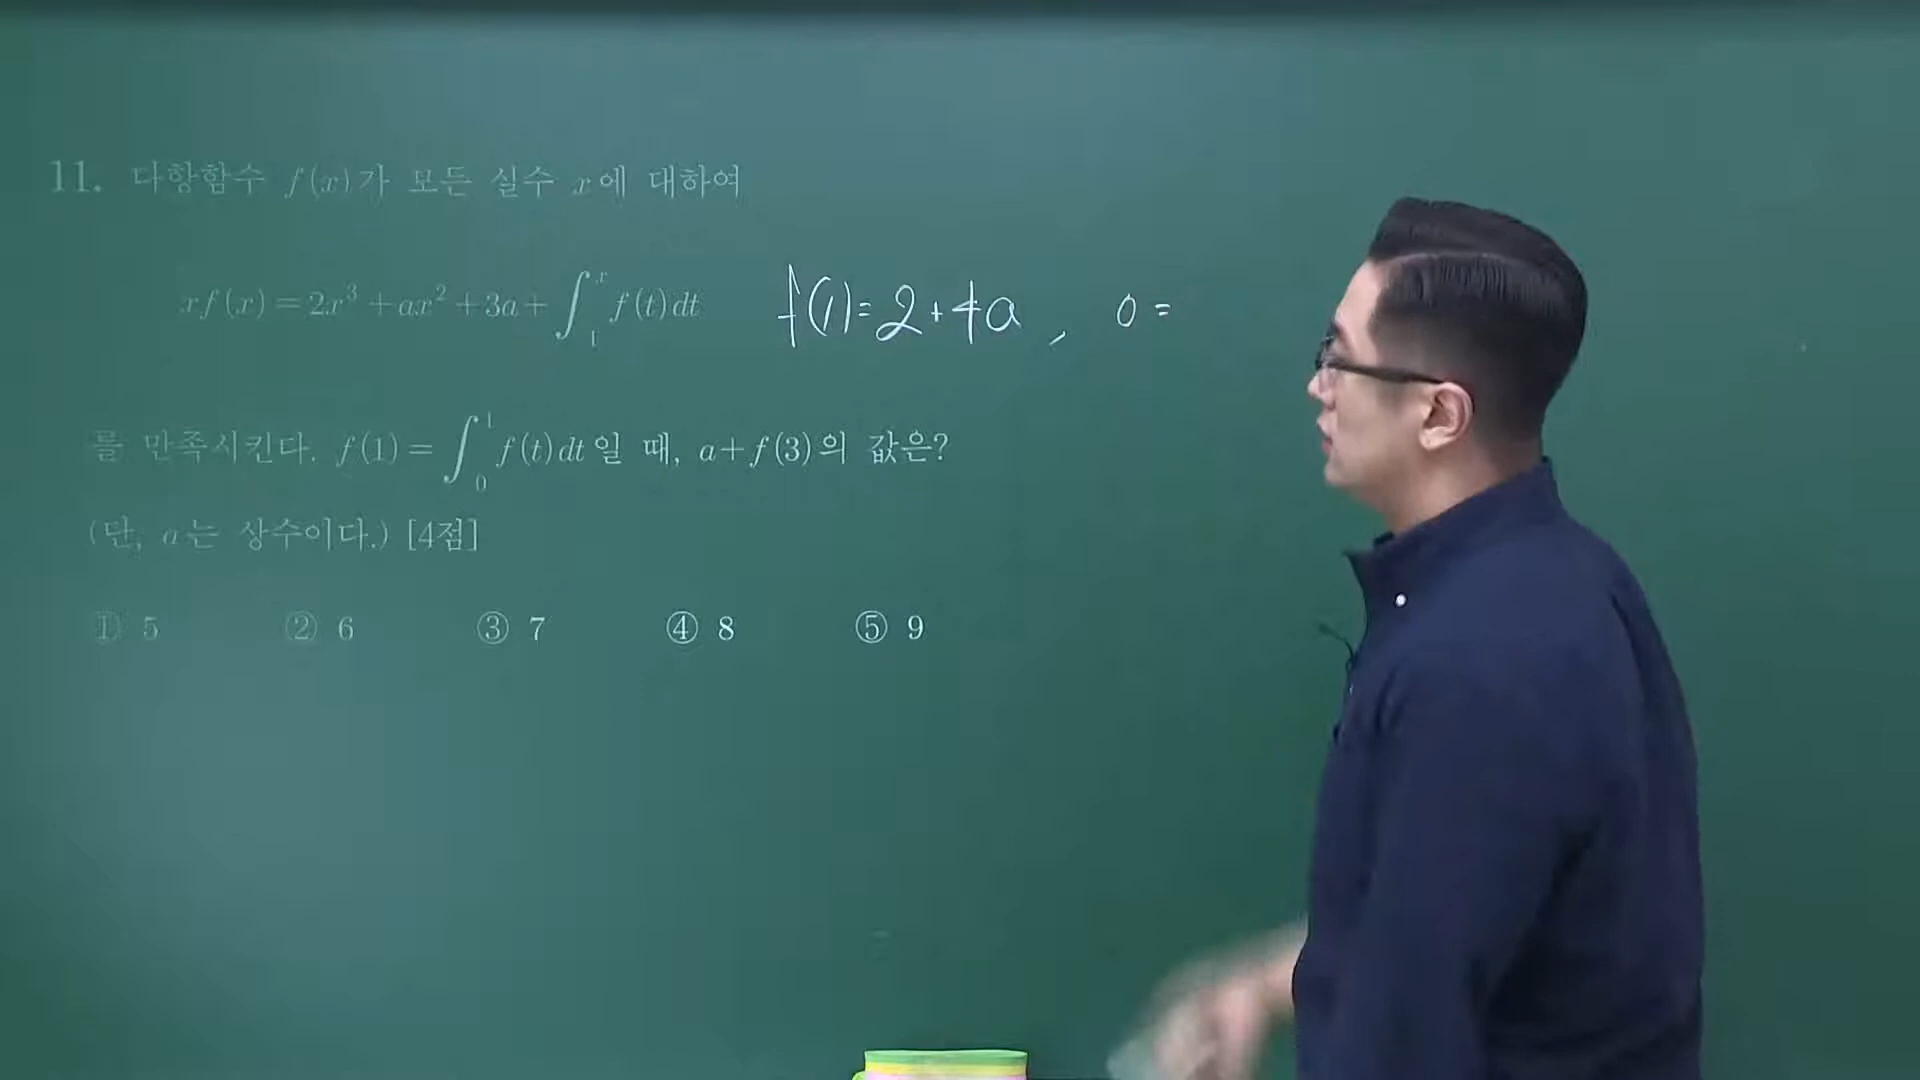 11. 다항함수 f(x)가 모든 실수 x에 대하여
xf(x)=2x³+ax²+3a+∫₁ˣ f(t)dt
f(1)=2+4a, 0=
를 만족시킨다. f(1)=∫₀¹ f(t)dt일 때, a+f(3)의 값은?
(단, a는 상수이다.) [4점]
① 5 ② 6 ③ 7 ④ 8 ⑤ 9